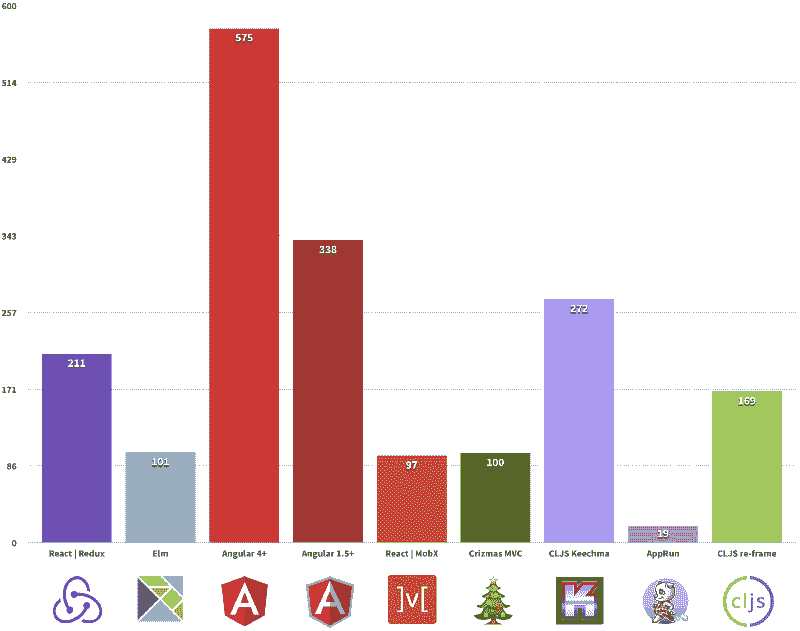 600
575
514
429
343
338
257
272
211
171
169
101
97
100
86
19
0
React | Redux
Elm
Angular 4+
Angular 1.5+
React | MobX
Crizmas MVC
CLJS Keechma
AppRun
CLJS re-frame
A
A
]M[
K
cljs